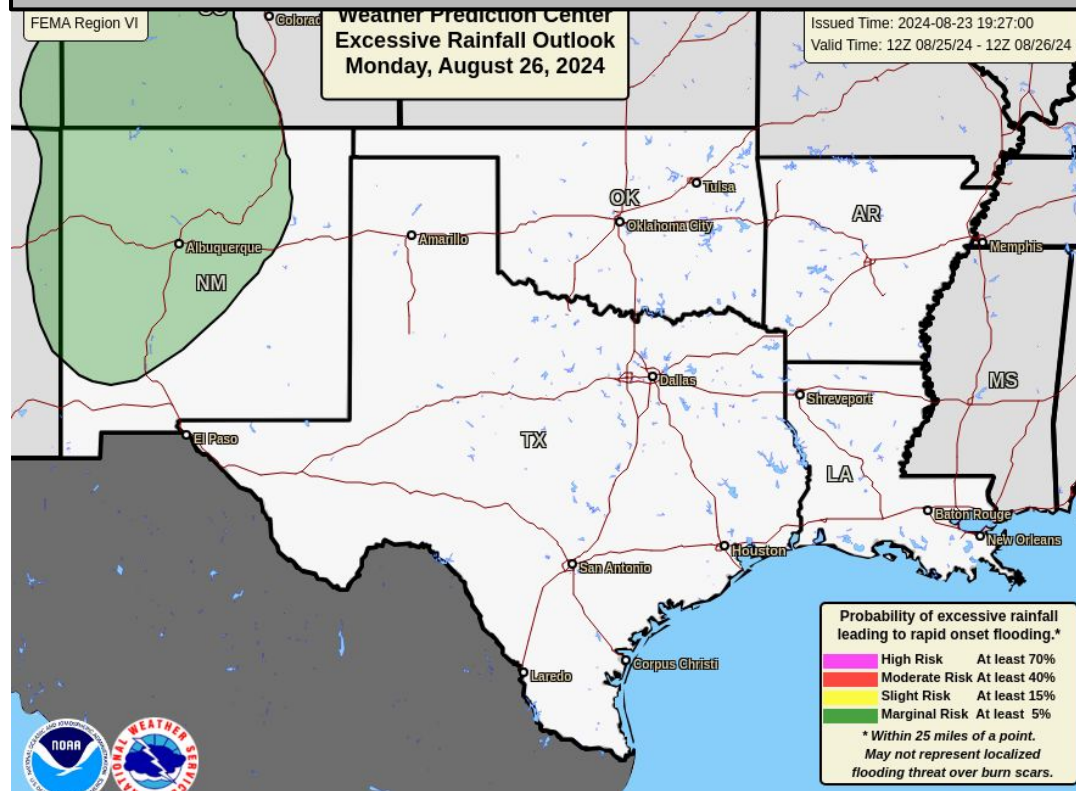 FEMA Region VI
CO
Colorad
Weather Prediction Center
Excessive Rainfall Outlook
Monday, August 26, 2024
Issued Time: 2024-08-23 19:27:00
Valid Time: 12Z 08/25/24 - 12Z 08/26/24
Tulsa
OK
AR
Oklahoma City
Amarillo
Albuquerque
Memphis
NM
Dallas
MS
Shreveport
El Paso
TX
LA
Baton Rouge
New Orleans
Houston
San Antonio
Corpus Christi
Laredo
Probability of excessive rainfall
leading to rapid onset flooding.*
High Risk At least 70%
Moderate Risk At least 40%
Slight Risk At least 15%
Marginal Risk At least 5%
* Within 25 miles of a point.
May not represent localized
flooding threat over burn scars.
NOAA
NATIONAL WEATHER SERVICE